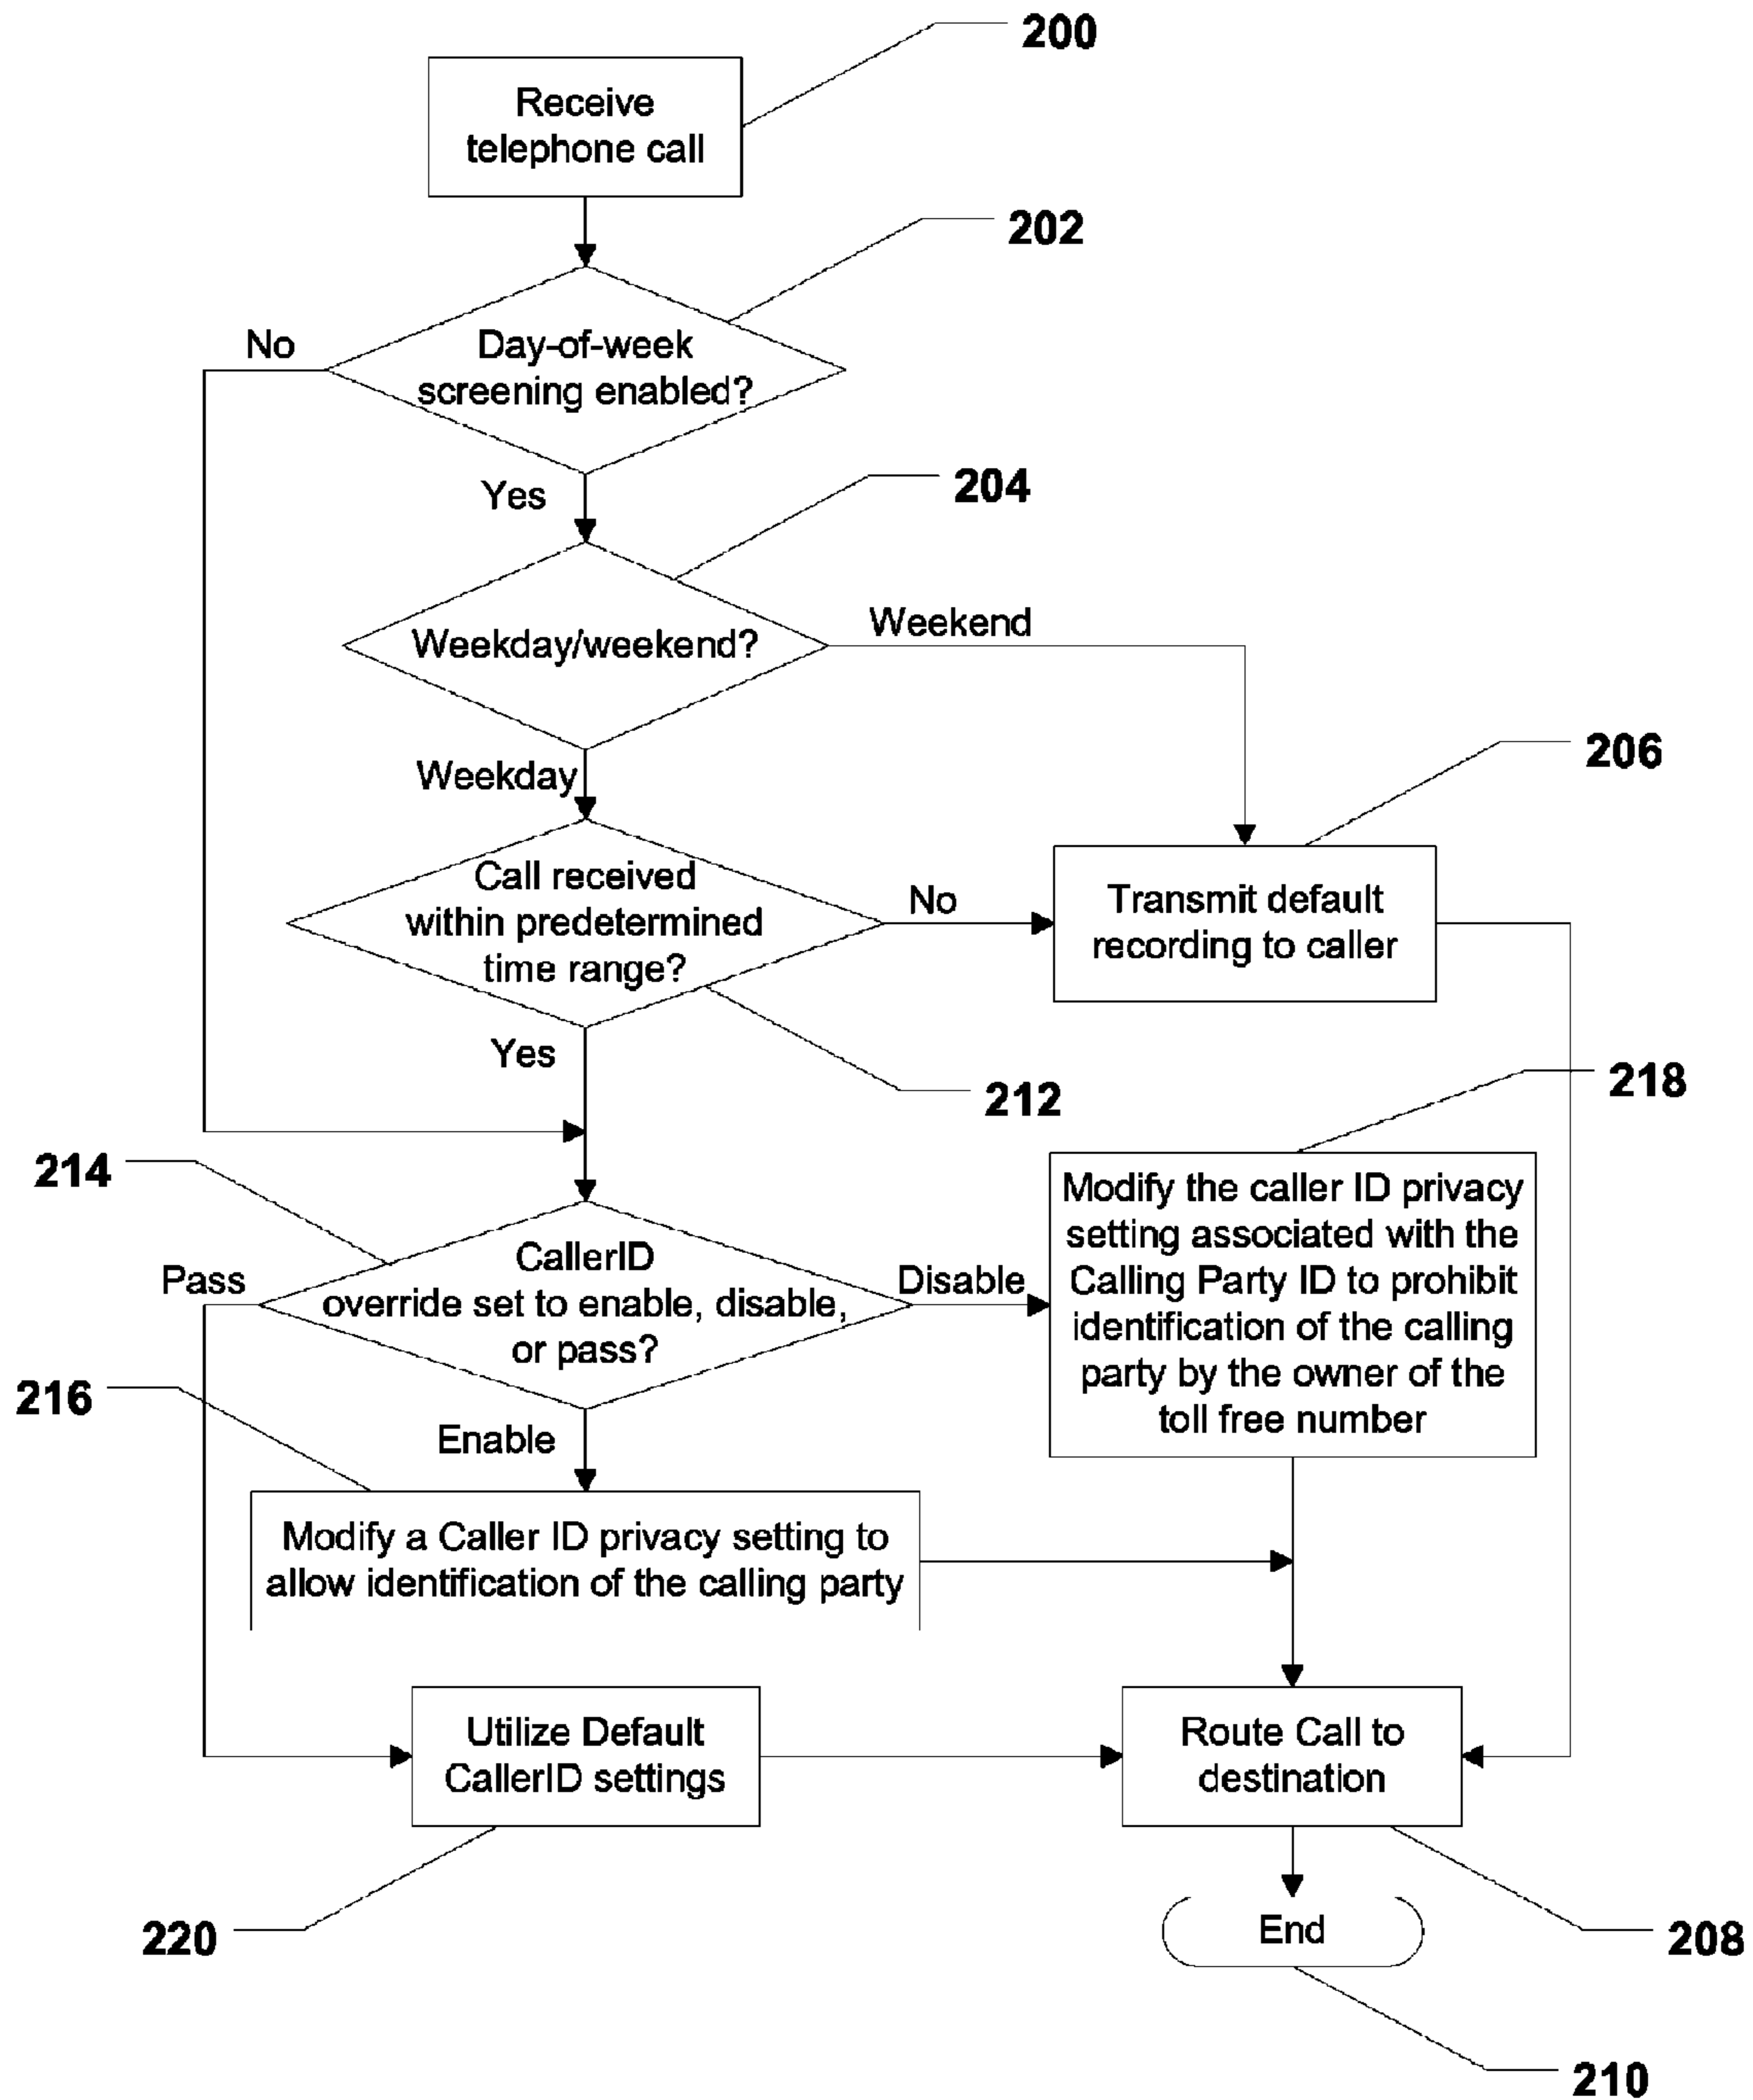 200
Receive
telephone call
202
No
Day-of-week
screening enabled?
Yes
204
Weekday/weekend?
Weekend
Weekday
206
Call received
within predetermined
time range?
No
Transmit default
recording to caller
Yes
212
218
214
Modify the caller ID privacy
setting associated with the
Calling Party ID to prohibit
identification of the calling
party by the owner of the
toll free number
Pass
CallerID
override set to enable, disable,
or pass?
Disable
216
Enable
Modify a Caller ID privacy setting to
allow identification of the calling party
Utilize Default
CallerID settings
Route Call to
destination
220
End
208
210